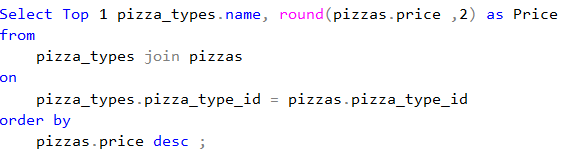 Select Top 1 pizza_types.name, round(pizzas.price ,2) as Price
from
pizza_types join pizzas
on
pizza_types.pizza_type_id = pizzas.pizza_type_id
order by
pizzas.price desc ;